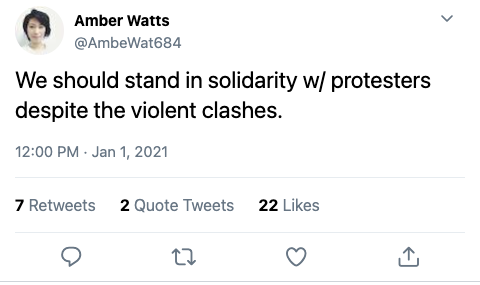 Amber Watts
@AmbeWat684
We should stand in solidarity w/ protesters
despite the violent clashes.
12:00 PM · Jan 1, 2021
7 Retweets 2 Quote Tweets 22 Likes